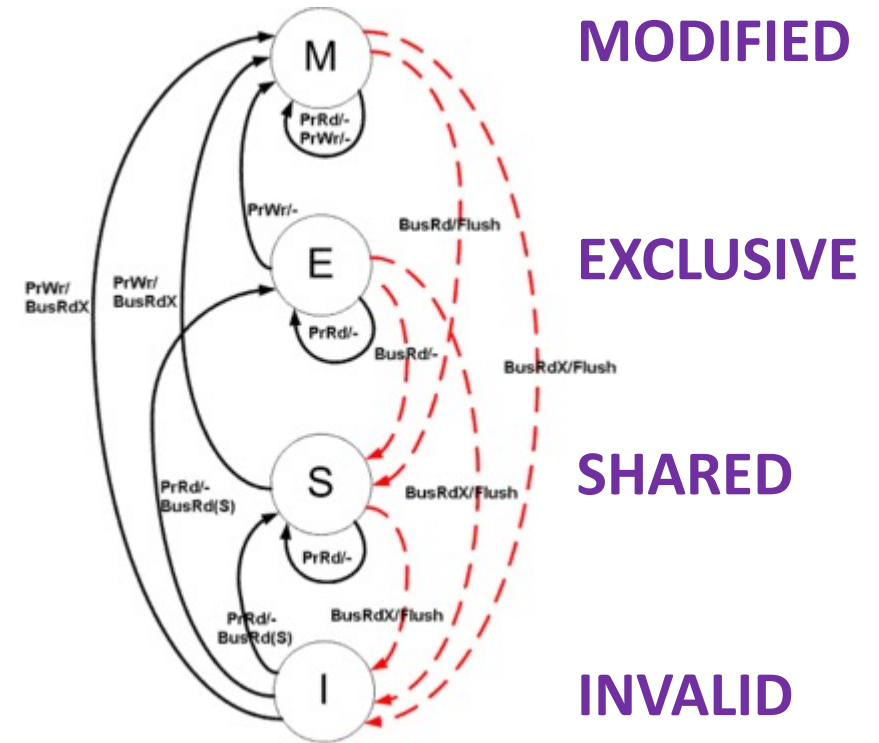 M
MODIFIED
PrRd/-
PrWr/-
PrWr/-
BusRd/Flush
E
EXCLUSIVE
PrWr/
BusRdX
PrWr/
BusRdX
PrRd/-
BusRd/-
BusRdX/Flush
S
SHARED
PrRd/-
BusRd(S)
BusRdX/Flush
PrRd/-
PrRd/-
BusRd(S)
BusRdX/Flush
I
INVALID